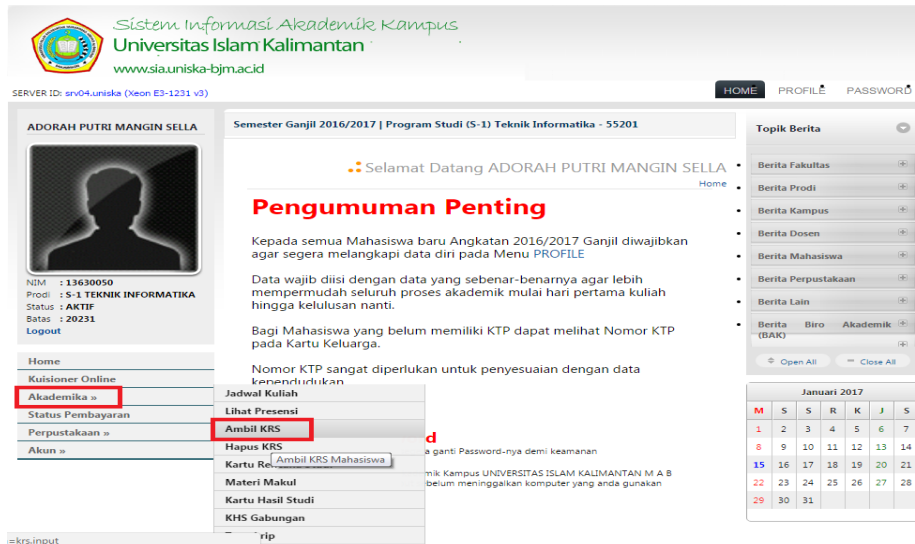 Sistem Informasi Akademik Kampus
Universitas Islam Kalimantan
www.sia.uniska-bjm.ac.id
SERVER ID: srv04.uniska (Xeon E3-1231 v3)
HOME PROFILE PASSWORD
ADORAH PUTRI MANGIN SELLA
NIM : 13630050
Prodi : S-1 TEKNIK INFORMATIKA
Status : AKTIF
Batas : 20231
Logout
Home
Kuisioner Online
Akademika »
Status Pembayaran
Perpustakaan »
Akun »
Jadwal Kuliah
Lihat Presensi
Ambil KRS
Hapus KRS
Kartu
Ambil KRS Mahasiswa
Materi Makul
Kartu Hasil Studi
KHS Gabungan
rip
Semester Ganjil 2016/2017 | Program Studi (S-1) Teknik Informatika - 55201
Selamat Datang ADORAH PUTRI MANGIN SELLA
Home
Pengumuman Penting
Kepada semua Mahasiswa baru Angkatan 2016/2017 Ganjil diwajibkan
agar segera melangkapi data diri pada Menu PROFILE
Data wajib diisi dengan data yang sebenar-benarnya agar lebih
mempermudah seluruh proses akademik mulai hari pertama kuliah
hingga kelulusan nanti.
Bagi Mahasiswa yang belum memiliki KTP dapat melihat Nomor KTP
pada Kartu Keluarga.
Nomor KTP sangat diperlukan untuk penyesuaian dengan data
kependudukan
d
a ganti Password-nya demi keamanan
mik Kampus UNIVERSITAS ISLAM KALIMANTAN M A B
ebelum meninggalkan komputer yang anda gunakan
Topik Berita
Berita Fakultas
Berita Prodi
Berita Kampus
Berita Dosen
Berita Mahasiswa
Berita Perpustakaan
Berita Lain
Berita Biro Akademik
(BAK)
Open All Close All
Januari 2017
M S S R K J S
1 2 3 4 5 6 7
8 9 10 11 12 13 14
15 16 17 18 19 20 21
22 23 24 25 26 27 28
29 30 31
=krs.input